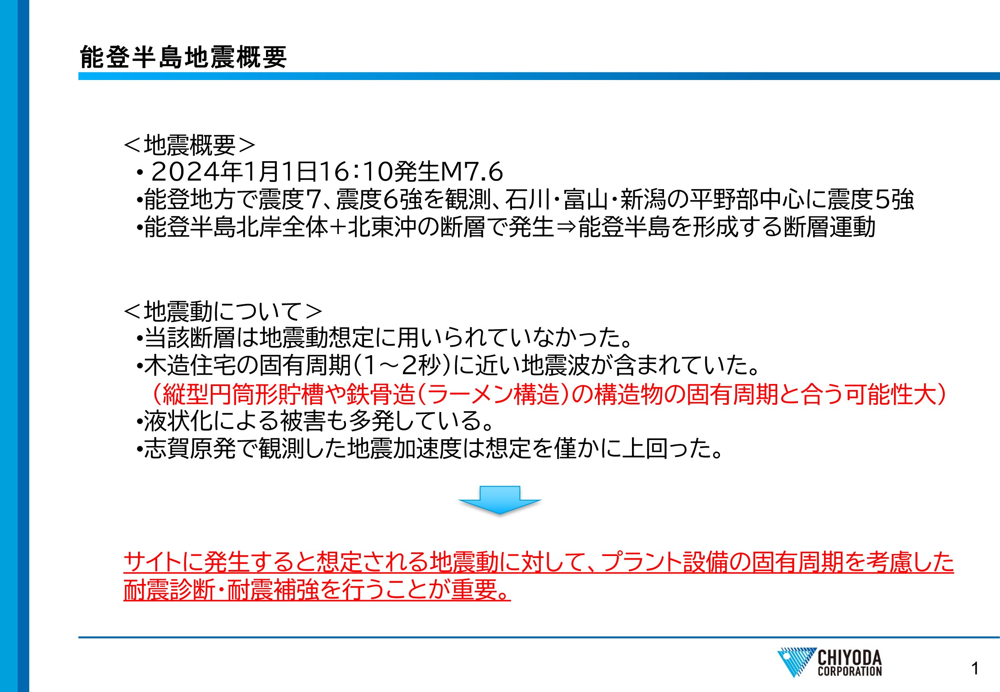 能登半島地震概要
＜地震概要＞
• 2024年1月1日16：10発生M7.6
•能登地方で震度7、震度6強を観測、石川・富山・新潟の平野部中心に震度5強
•能登半島北岸全体＋北東沖の断層で発生⇒能登半島を形成する断層運動
＜地震動について＞
•当該断層は地震動想定に用いられていなかった。
•木造住宅の固有周期（1～2秒）に近い地震波が含まれていた。
（縦型円筒形貯槽や鉄骨造（ラーメン構造）の構造物の固有周期と合う可能性大）
•液状化による被害も多発している。
•志賀原発で観測した地震加速度は想定を僅かに上回った。
サイトに発生すると想定される地震動に対して、プラント設備の固有周期を考慮した
耐震診断・耐震補強を行うことが重要。
CHIYODA
CORPORATION
1